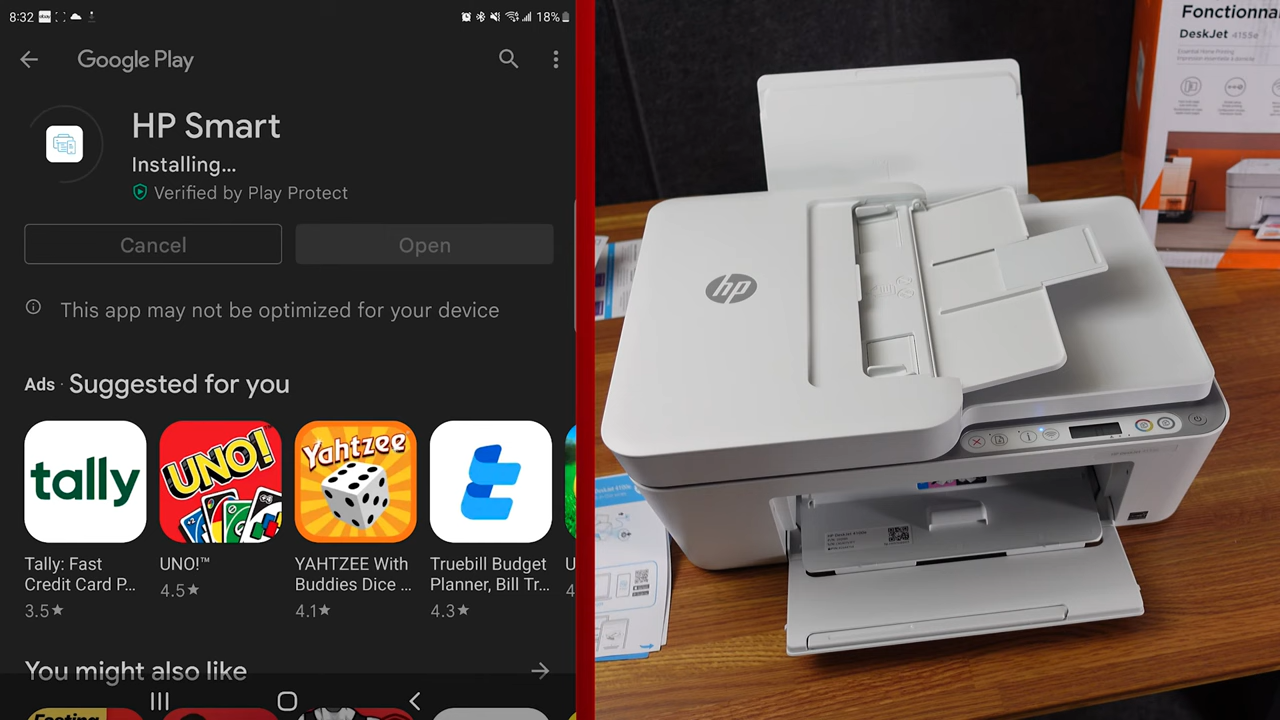 8:32
ebay
18%
Google Play
HP Smart
Installing...
Verified by Play Protect
Cancel
Open
This app may not be optimized for your device
Ads · Suggested for you
tally
UNO!
Yahtzee
Tally: Fast
Credit Card P...
3.5★
UNO!™
4.5★
YAHTZEE With
Buddies Dice ...
4.1★
Truebill Budget
Planner, Bill Tr...
4.3★
U
4
You might also like
Fonctionna
DeskJet 4155e
hp